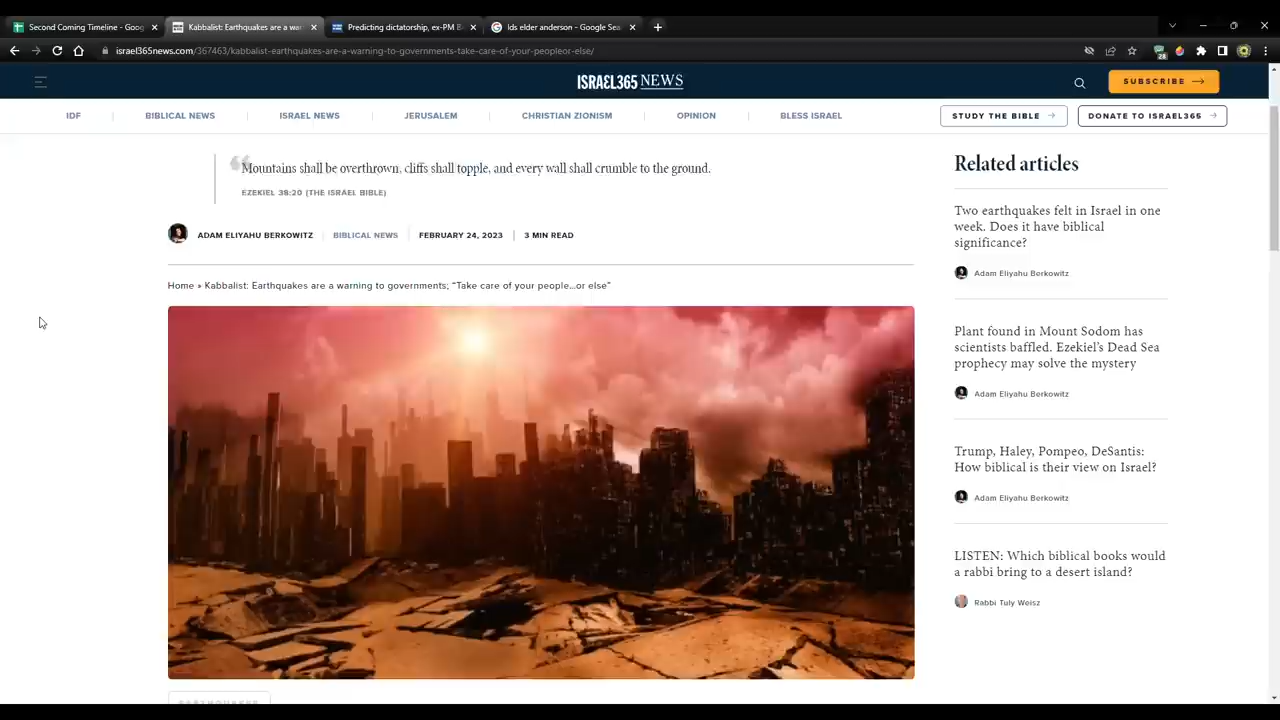 Second Coming Timeline - Goog
Kabbalist: Earthquakes are a war
Predicting dictatorship, ex-PM B
lds elder anderson - Google Sea
israel365news.com/367463/kabbalist-earthquakes-are-a-warning-to-governments-take-care-of-your-peopleor-else/
28
ISRAEL365 NEWS
SUBSCRIBE
IDF
BIBLICAL NEWS
ISRAEL NEWS
JERUSALEM
CHRISTIAN ZIONISM
OPINION
BLESS ISRAEL
STUDY THE BIBLE
DONATE TO ISRAEL365
Mountains shall be overthrown, cliffs shall topple, and every wall shall crumble to the ground.
EZEKIEL 38:20 (THE ISRAEL BIBLE)
ADAM ELIYAHU BERKOWITZ
BIBLICAL NEWS
FEBRUARY 24, 2023
3 MIN READ
Home » Kabbalist: Earthquakes are a warning to governments; “Take care of your people…or else”
Related articles
Two earthquakes felt in Israel in one
week. Does it have biblical
significance?
Adam Eliyahu Berkowitz
Plant found in Mount Sodom has
scientists baffled. Ezekiel’s Dead Sea
prophecy may solve the mystery
Adam Eliyahu Berkowitz
Trump, Haley, Pompeo, DeSantis:
How biblical is their view on Israel?
Adam Eliyahu Berkowitz
LISTEN: Which biblical books would
a rabbi bring to a desert island?
Rabbi Tuly Weisz